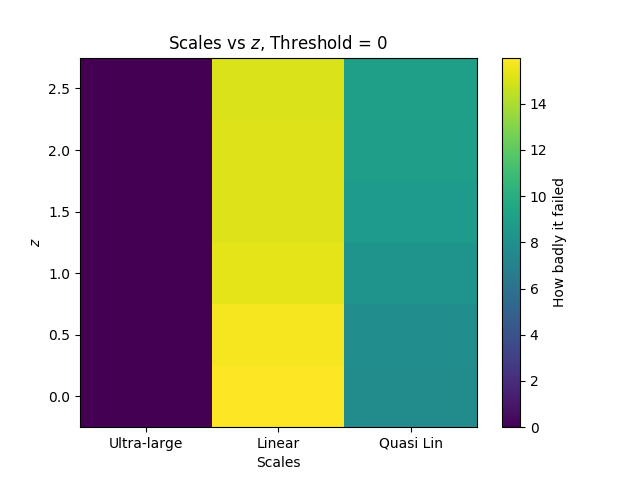 Scales vs z, Threshold = 0
2.5
2.0
1.5
1.0
0.5
0.0
z
Ultra-large
Linear
Quasi Lin
Scales
14
12
10
8
6
4
2
0
How badly it failed